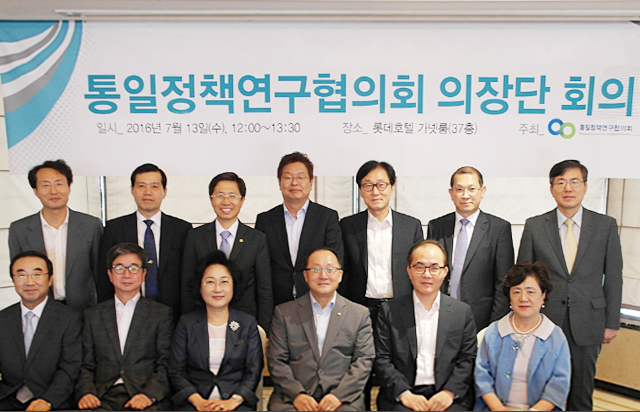 통일정책연구협의회 의장단 회의
일시_ 2016년 7월 13일(수), 12:00~13:30 장소_ 롯데호텔 가넷룸(37층) 주최_ 통일정책연구협의회